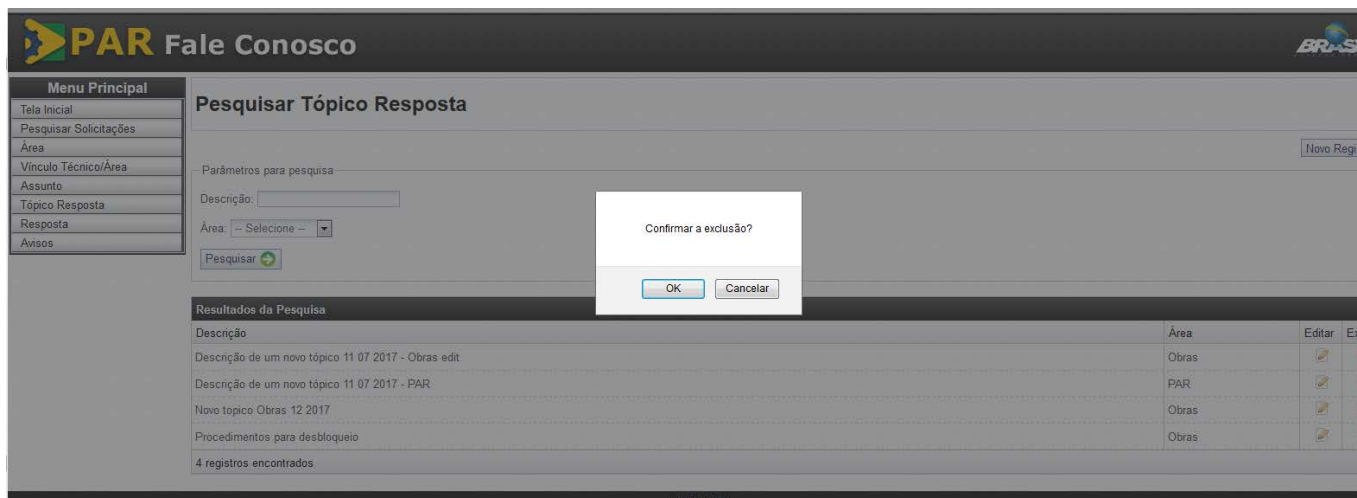 PAR Fale Conosco
Menu Principal
Tela Inicial
Pesquisar Solicitações
Área
Vínculo Técnico/Área
Assunto
Tópico Resposta
Resposta
Avisos
Pesquisar Tópico Resposta
Novo Regi
Parâmetros para pesquisa
Descrição:
Área: -- Selecione --
Pesquisar
Confirmar a exclusão?
OK Cancelar
Resultados da Pesquisa
Descrição Área Editar Ex
Descrição de um novo tópico 11 07 2017 - Obras edit Obras
Descrição de um novo tópico 11 07 2017 - PAR PAR
Novo topico Obras 12 2017 Obras
Procedimentos para desbloqueio Obras
4 registros encontrados